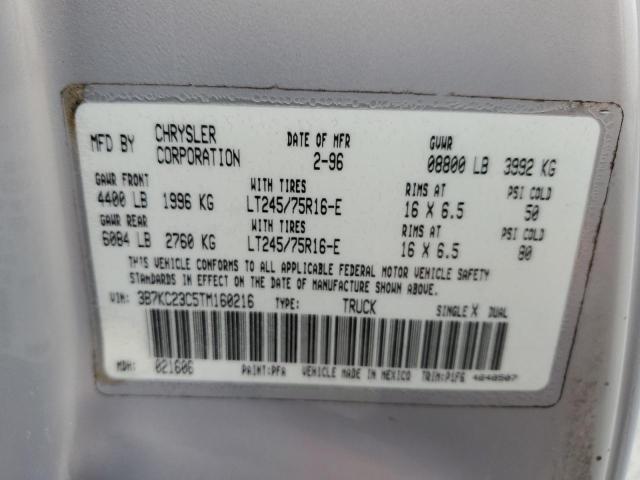 MFD BY CHRYSLER CORPORATION DATE OF MFR 2-96 GVWR 08800 LB 3992 KG
GAWR FRONT WITH TIRES RIMS AT PSI COLD
4400 LB 1996 KG LT245/75R16-E 16 X 6.5 50
GAWR REAR WITH TIRES RIMS AT PSI COLD
6084 LB 2760 KG LT245/75R16-E 16 X 6.5 80
THIS VEHICLE CONFORMS TO ALL APPLICABLE FEDERAL MOTOR VEHICLE SAFETY
STANDARDS IN EFFECT ON THE DATE OF MANUFACTURE SHOWN ABOVE.
VIN: 3B7KC23C5TM160216 TYPE: TRUCK SINGLE X DUAL
MDH: 021606 PAINT:PFA VEHICLE MADE IN MEXICO TRIM:P1F6 4648507